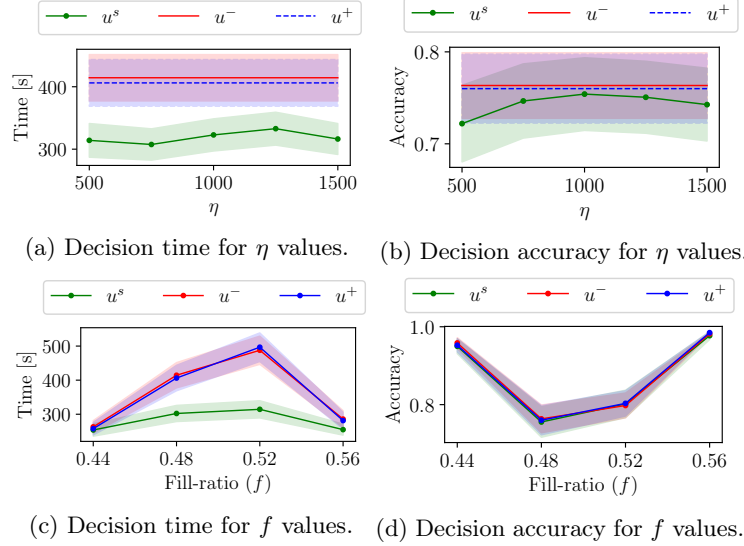 u^s u^− u^+ u^s u^− u^+
Time [s]
400
300
500 1000 1500
η
Accuracy
0.8
0.7
500 1000 1500
η
(a) Decision time for η values.
(b) Decision accuracy for η values.
u^s u^− u^+ u^s u^− u^+
Time [s]
500
400
300
0.44 0.48 0.52 0.56
Fill-ratio (f)
Accuracy
1.0
0.8
0.44 0.48 0.52 0.56
Fill-ratio (f)
(c) Decision time for f values.
(d) Decision accuracy for f values.